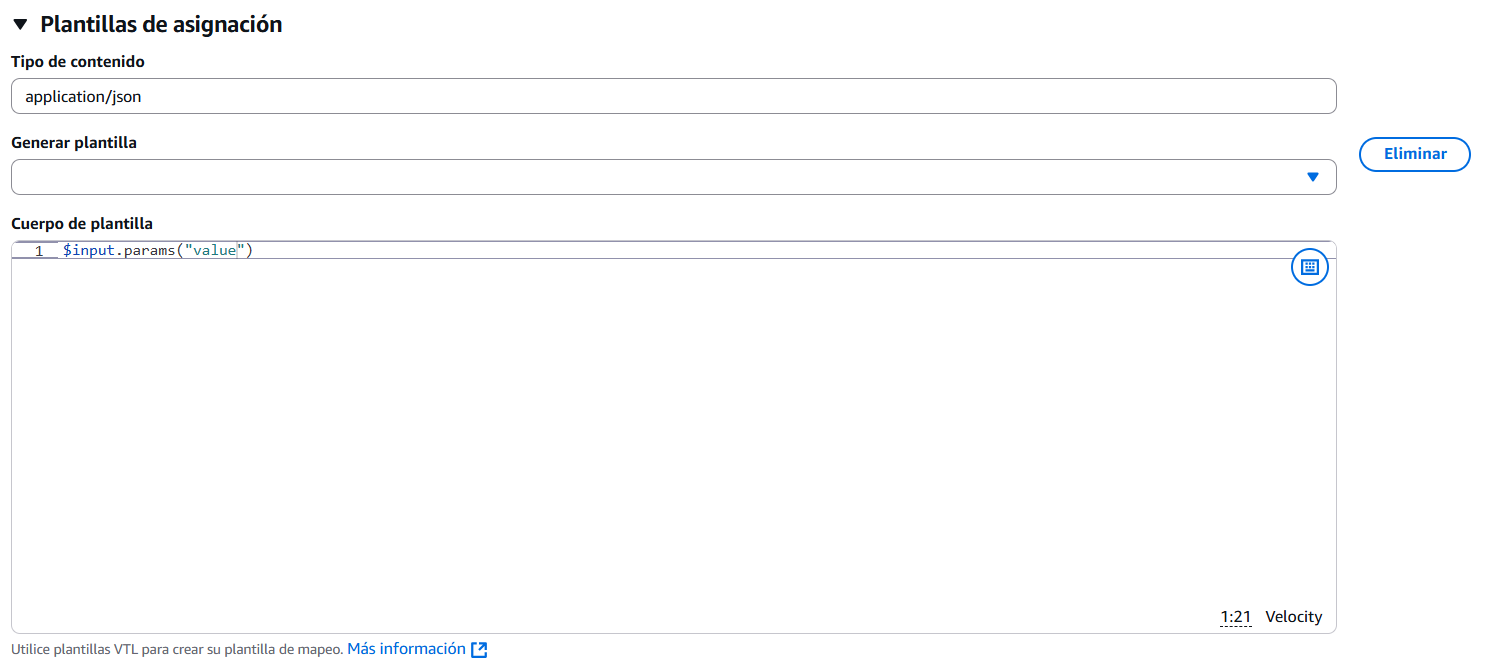 Plantillas de asignación
Tipo de contenido
application/json
Generar plantilla
Eliminar
Cuerpo de plantilla
1 $input.params("value")
1:21 Velocity
Utilice plantillas VTL para crear su plantilla de mapeo. Más información